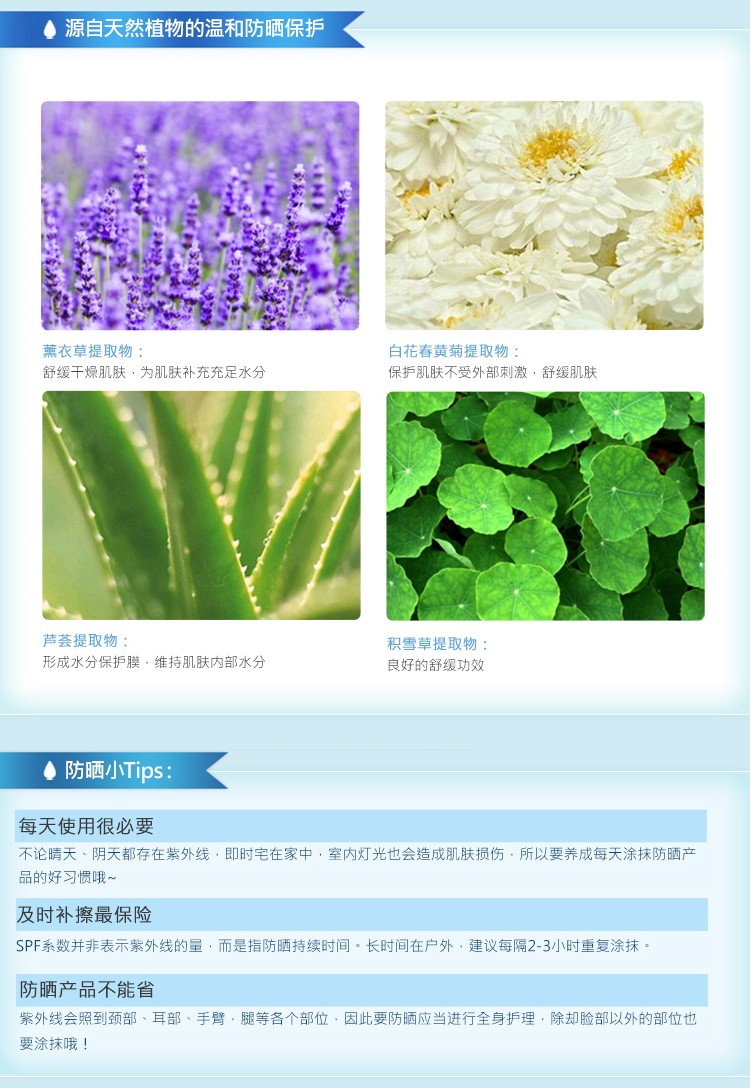 源自天然植物的温和防晒保护
薰衣草提取物：
舒缓干燥肌肤，为肌肤补充充足水分
白花春黄菊提取物：
保护肌肤不受外部刺激，舒缓肌肤
芦荟提取物：
形成水分保护膜，维持肌肤内部水分
积雪草提取物：
良好的舒缓功效
防晒小Tips：
每天使用很必要
不论晴天、阴天都存在紫外线，即时宅在家中，室内灯光也会造成肌肤损伤，所以要养成每天涂抹防晒产
品的好习惯哦~
及时补擦最保险
SPF系数并非表示紫外线的量，而是指防晒持续时间。长时间在户外，建议每隔2-3小时重复涂抹。
防晒产品不能省
紫外线会照到颈部、耳部、手臂，腿等各个部位，因此要防晒应当进行全身护理，除却脸部以外的部位也
要涂抹哦！